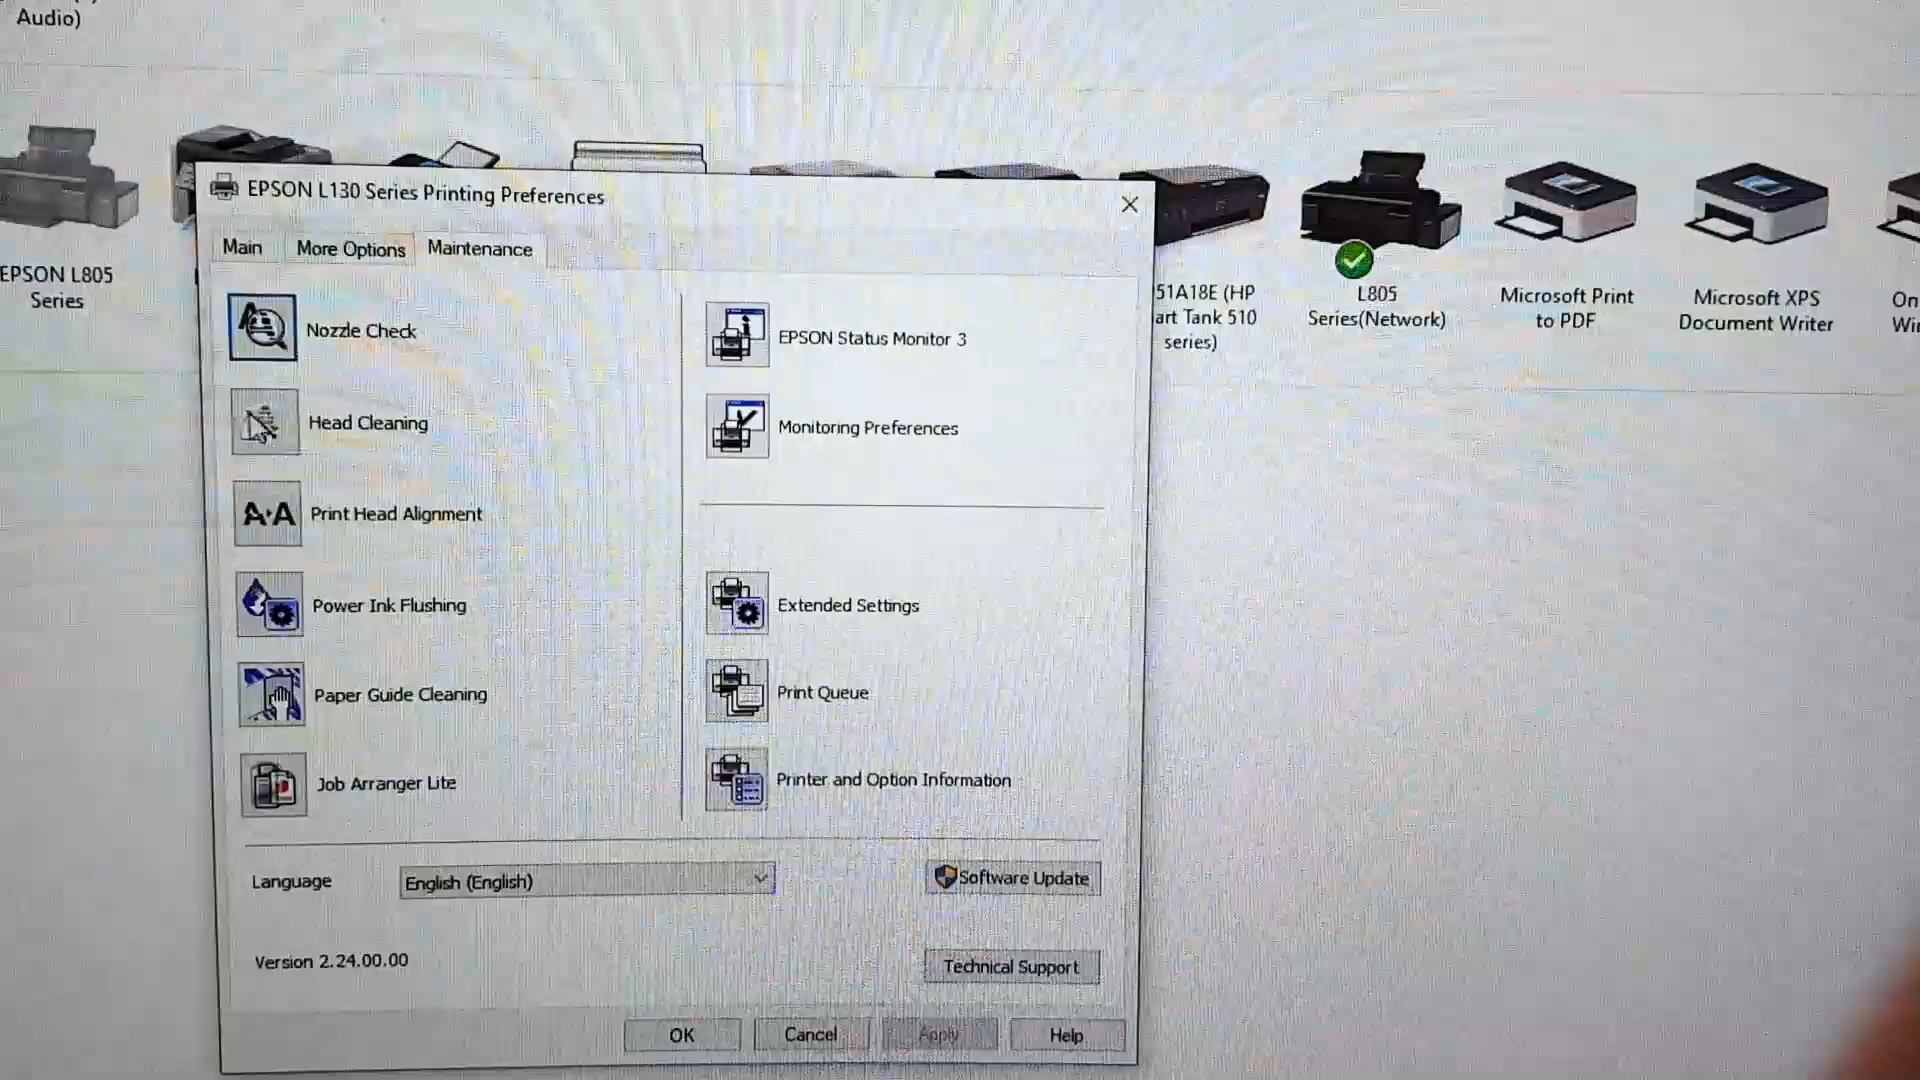 Audio)
EPSON L130 Series Printing Preferences
Main
More Options
Maintenance
Nozzle Check
Head Cleaning
A A Print Head Alignment
Power Ink Flushing
Paper Guide Cleaning
Job Arranger Lite
EPSON Status Monitor 3
Monitoring Preferences
Extended Settings
Print Queue
Printer and Option Information
Language
English (English)
Software Update
Version 2.24.00.00
Technical Support
OK
Cancel
Apply
Help
EPSON L805
Series
51A18E (HP
art Tank 510
series)
L805
Series(Network)
Microsoft Print
to PDF
Microsoft XPS
Document Writer
On